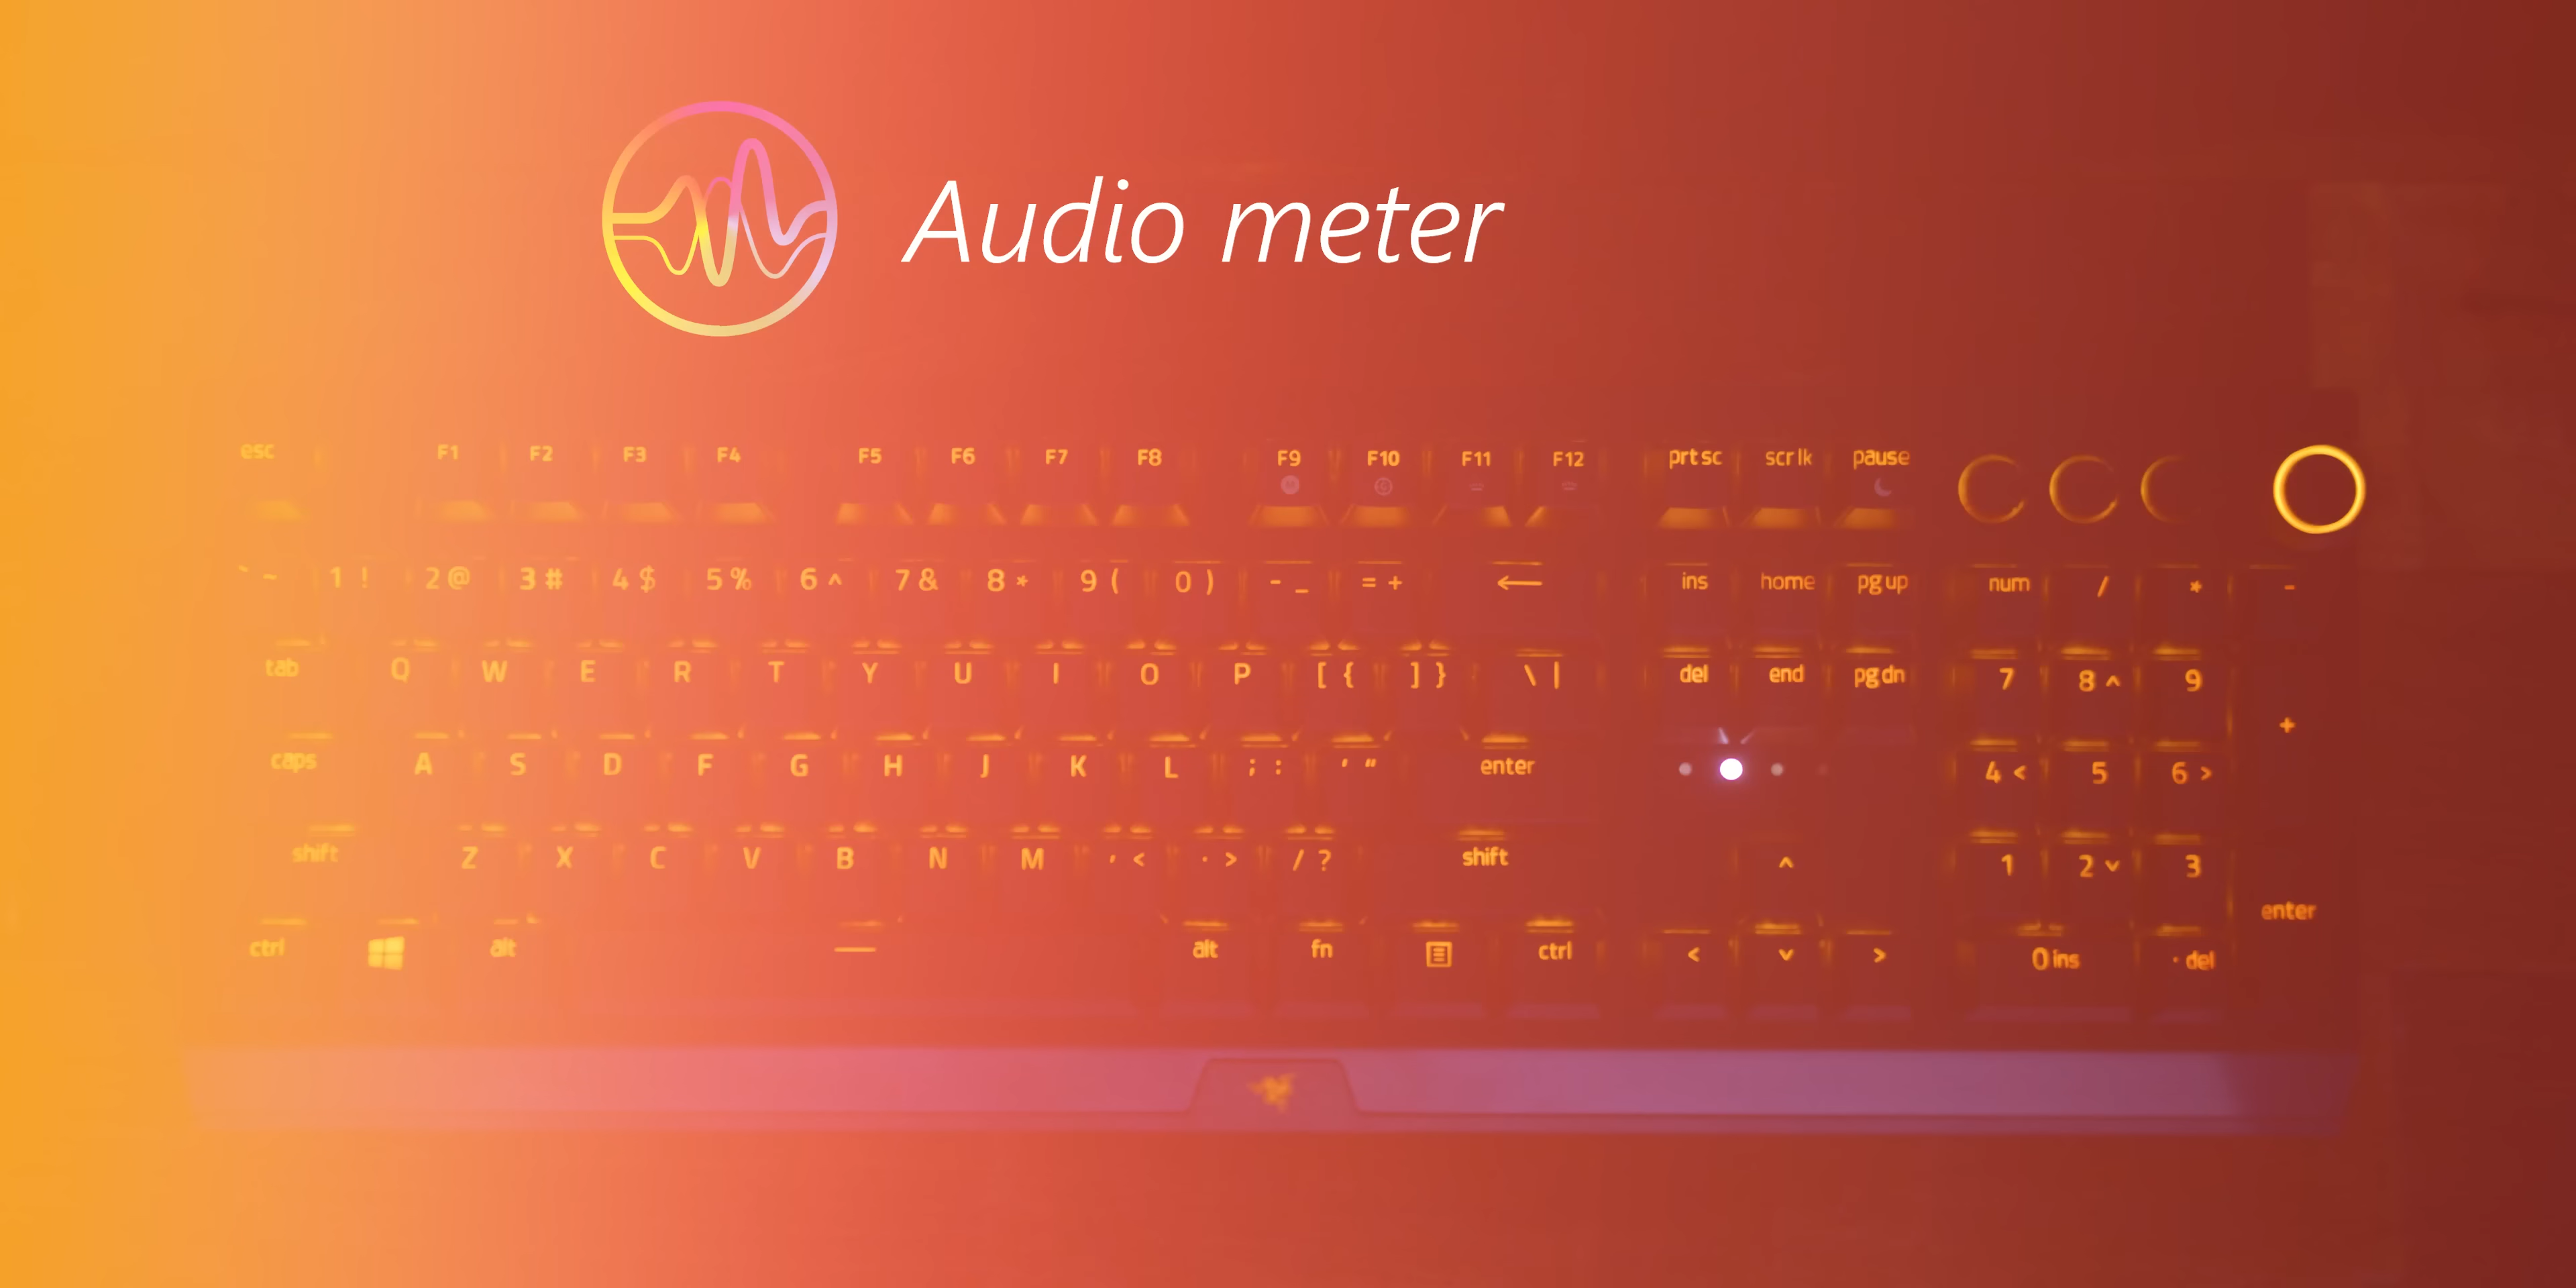 Audio meter
esc F1 F2 F3 F4 F5 F6 F7 F8 F9 F10 F11 F12 prt sc scr lk pause
` ~ 1 ! 2 @ 3 # 4 $ 5 % 6 ^ 7 & 8 * 9 ( 0 ) - _ = + ← ins home pg up num / * -
tab Q W E R T Y U I O P [ { ] } \ | del end pg dn 7 8 ^ 9
+
caps A S D F G H J K L ; : ' " enter 4 < 5 6 >
shift Z X C V B N M , < . > / ? shift ^ 1 2 v 3
enter
ctrl alt alt fn ctrl < v > 0 ins . del